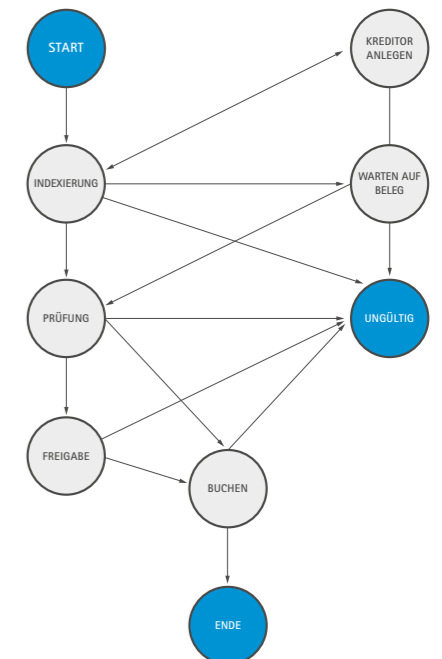 START
KREDITOR
ANLEGEN
INDEXIERUNG
WARTEN AUF
BELEG
PRÜFUNG
UNGÜLTIG
FREIGABE
BUCHEN
ENDE